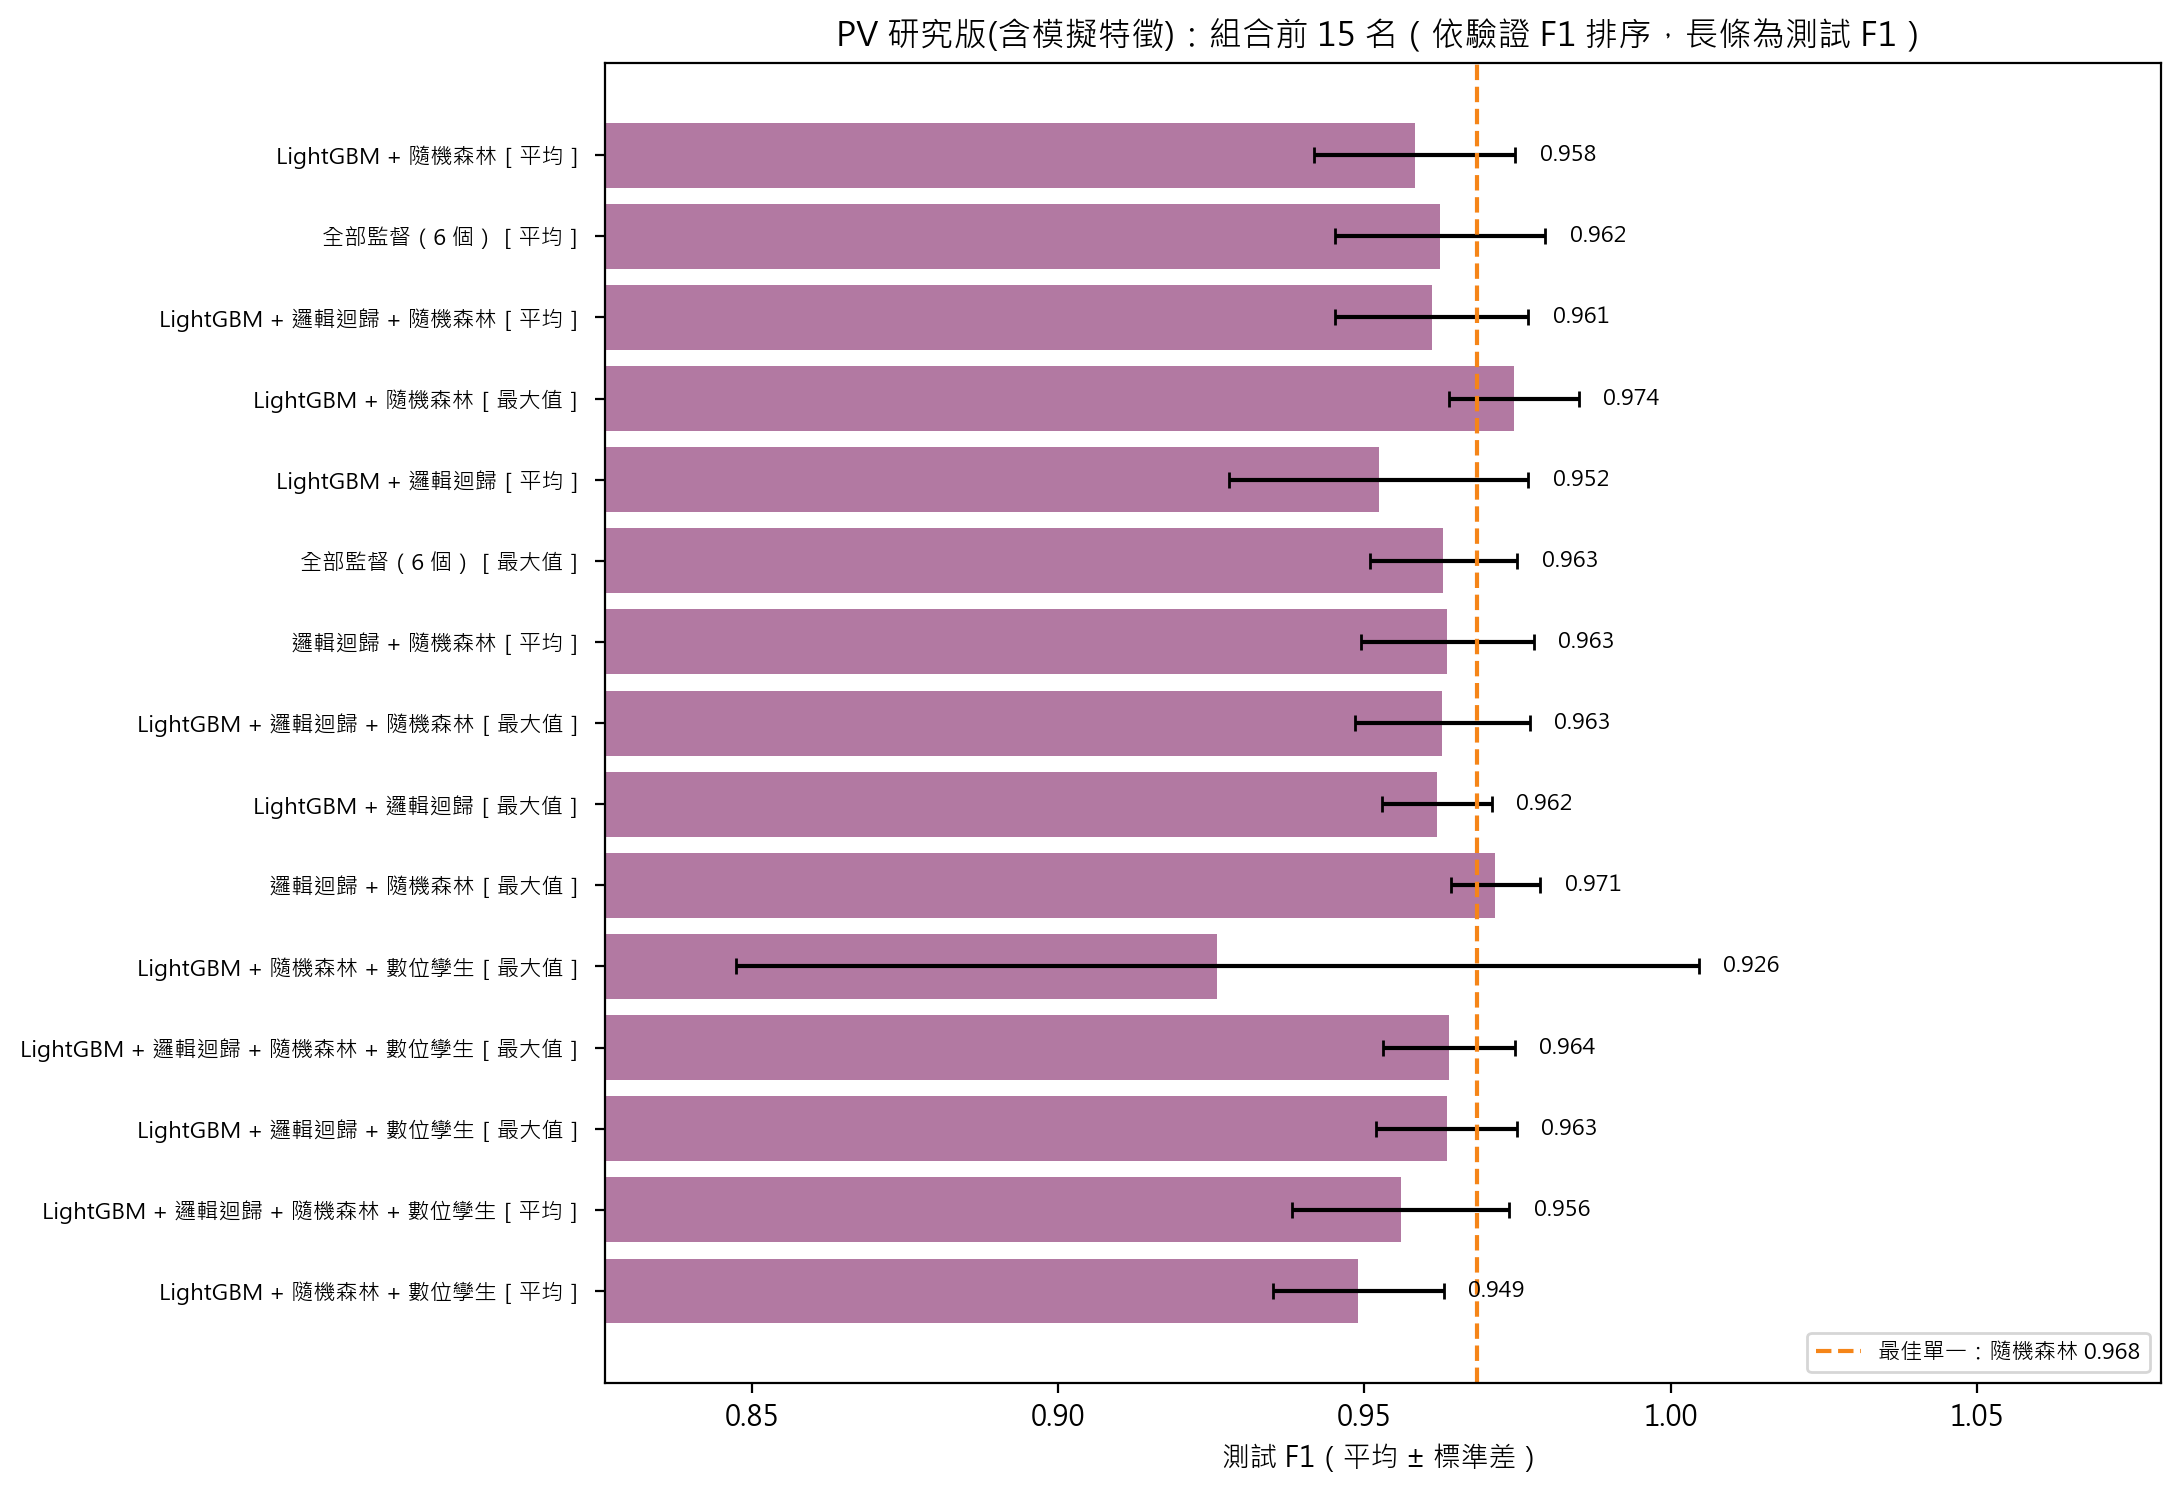 PV 研究版(含模擬特徵)：組合前 15 名（依驗證 F1 排序，長條為測試 F1）
LightGBM + 隨機森林［平均］ 0.958
全部監督（6 個）［平均］ 0.962
LightGBM + 邏輯迴歸 + 隨機森林［平均］ 0.961
LightGBM + 隨機森林［最大值］ 0.974
LightGBM + 邏輯迴歸［平均］ 0.952
全部監督（6 個）［最大值］ 0.963
邏輯迴歸 + 隨機森林［平均］ 0.963
LightGBM + 邏輯迴歸 + 隨機森林［最大值］ 0.963
LightGBM + 邏輯迴歸［最大值］ 0.962
邏輯迴歸 + 隨機森林［最大值］ 0.971
LightGBM + 隨機森林 + 數位孿生［最大值］ 0.926
LightGBM + 邏輯迴歸 + 隨機森林 + 數位孿生［最大值］ 0.964
LightGBM + 邏輯迴歸 + 數位孿生［最大值］ 0.963
LightGBM + 邏輯迴歸 + 隨機森林 + 數位孿生［平均］ 0.956
LightGBM + 隨機森林 + 數位孿生［平均］ 0.949
最佳單一：隨機森林 0.968
0.85 0.90 0.95 1.00 1.05
測試 F1（平均 ± 標準差）